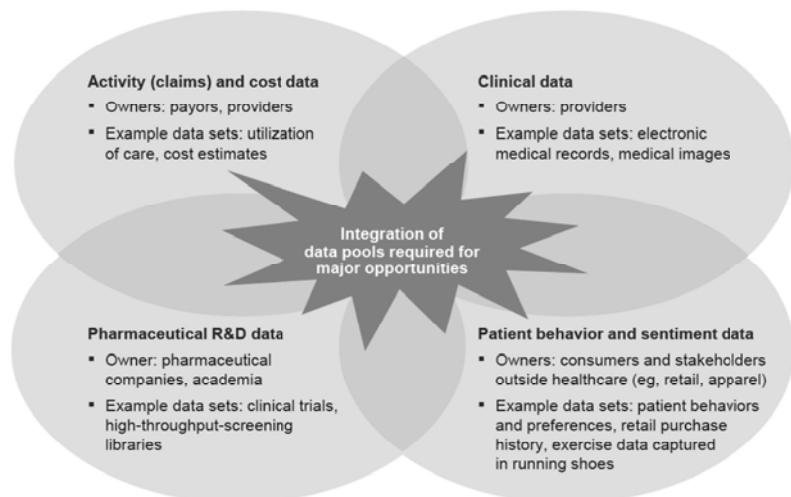 Activity (claims) and cost data
▪ Owners: payors, providers
▪ Example data sets: utilization
of care, cost estimates
Clinical data
▪ Owners: providers
▪ Example data sets: electronic
medical records, medical images
Integration of
data pools required for
major opportunities
Pharmaceutical R&D data
▪ Owner: pharmaceutical
companies, academia
▪ Example data sets: clinical trials,
high-throughput-screening
libraries
Patient behavior and sentiment data
▪ Owners: consumers and stakeholders
outside healthcare (eg, retail, apparel)
▪ Example data sets: patient behaviors
and preferences, retail purchase
history, exercise data captured
in running shoes